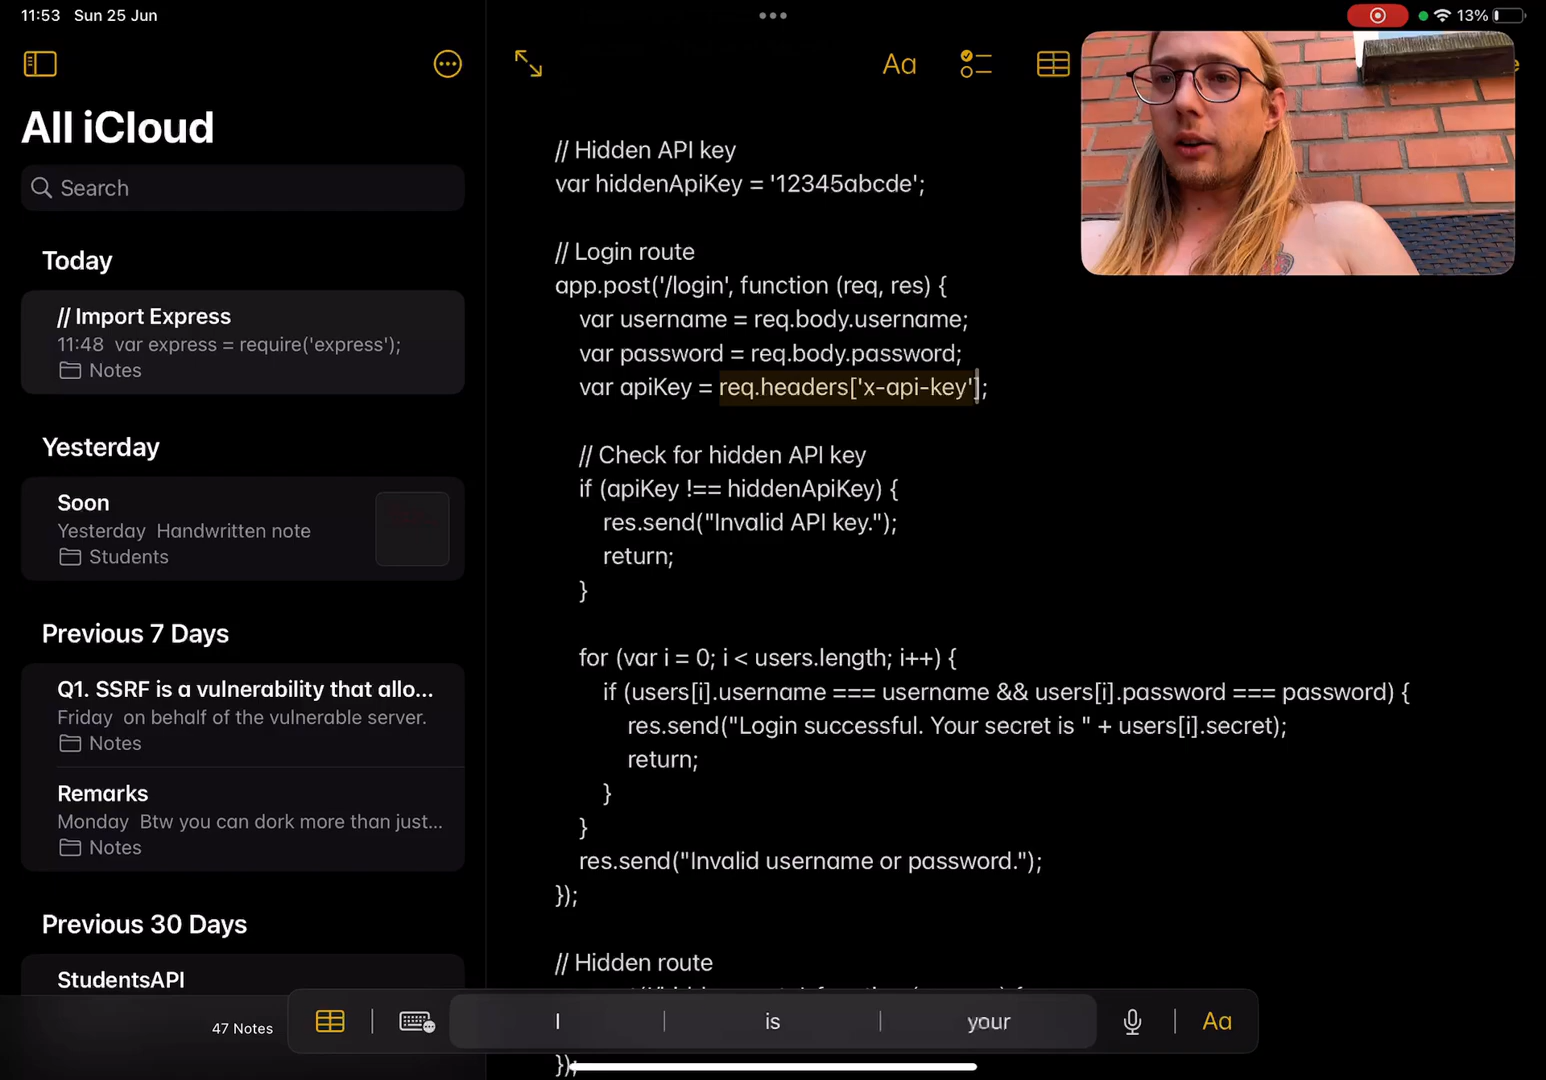 11:53 Sun 25 Jun
13%
All iCloud
Search
Today
// Import Express
11:48 var express = require('express');
Notes
Yesterday
Soon
Yesterday Handwritten note
Students
Previous 7 Days
Q1. SSRF is a vulnerability that allo...
Friday on behalf of the vulnerable server.
Notes
Remarks
Monday Btw you can dork more than just...
Notes
Previous 30 Days
StudentsAPI
47 Notes
Aa
// Hidden API key
var hiddenApiKey = '12345abcde';
// Login route
app.post('/login', function (req, res) {
var username = req.body.username;
var password = req.body.password;
var apiKey = req.headers['x-api-key'];
// Check for hidden API key
if (apiKey !== hiddenApiKey) {
res.send("Invalid API key.");
return;
}
for (var i = 0; i < users.length; i++) {
if (users[i].username === username && users[i].password === password) {
res.send("Login successful. Your secret is " + users[i].secret);
return;
}
}
res.send("Invalid username or password.");
});
// Hidden route
I is your Aa
});